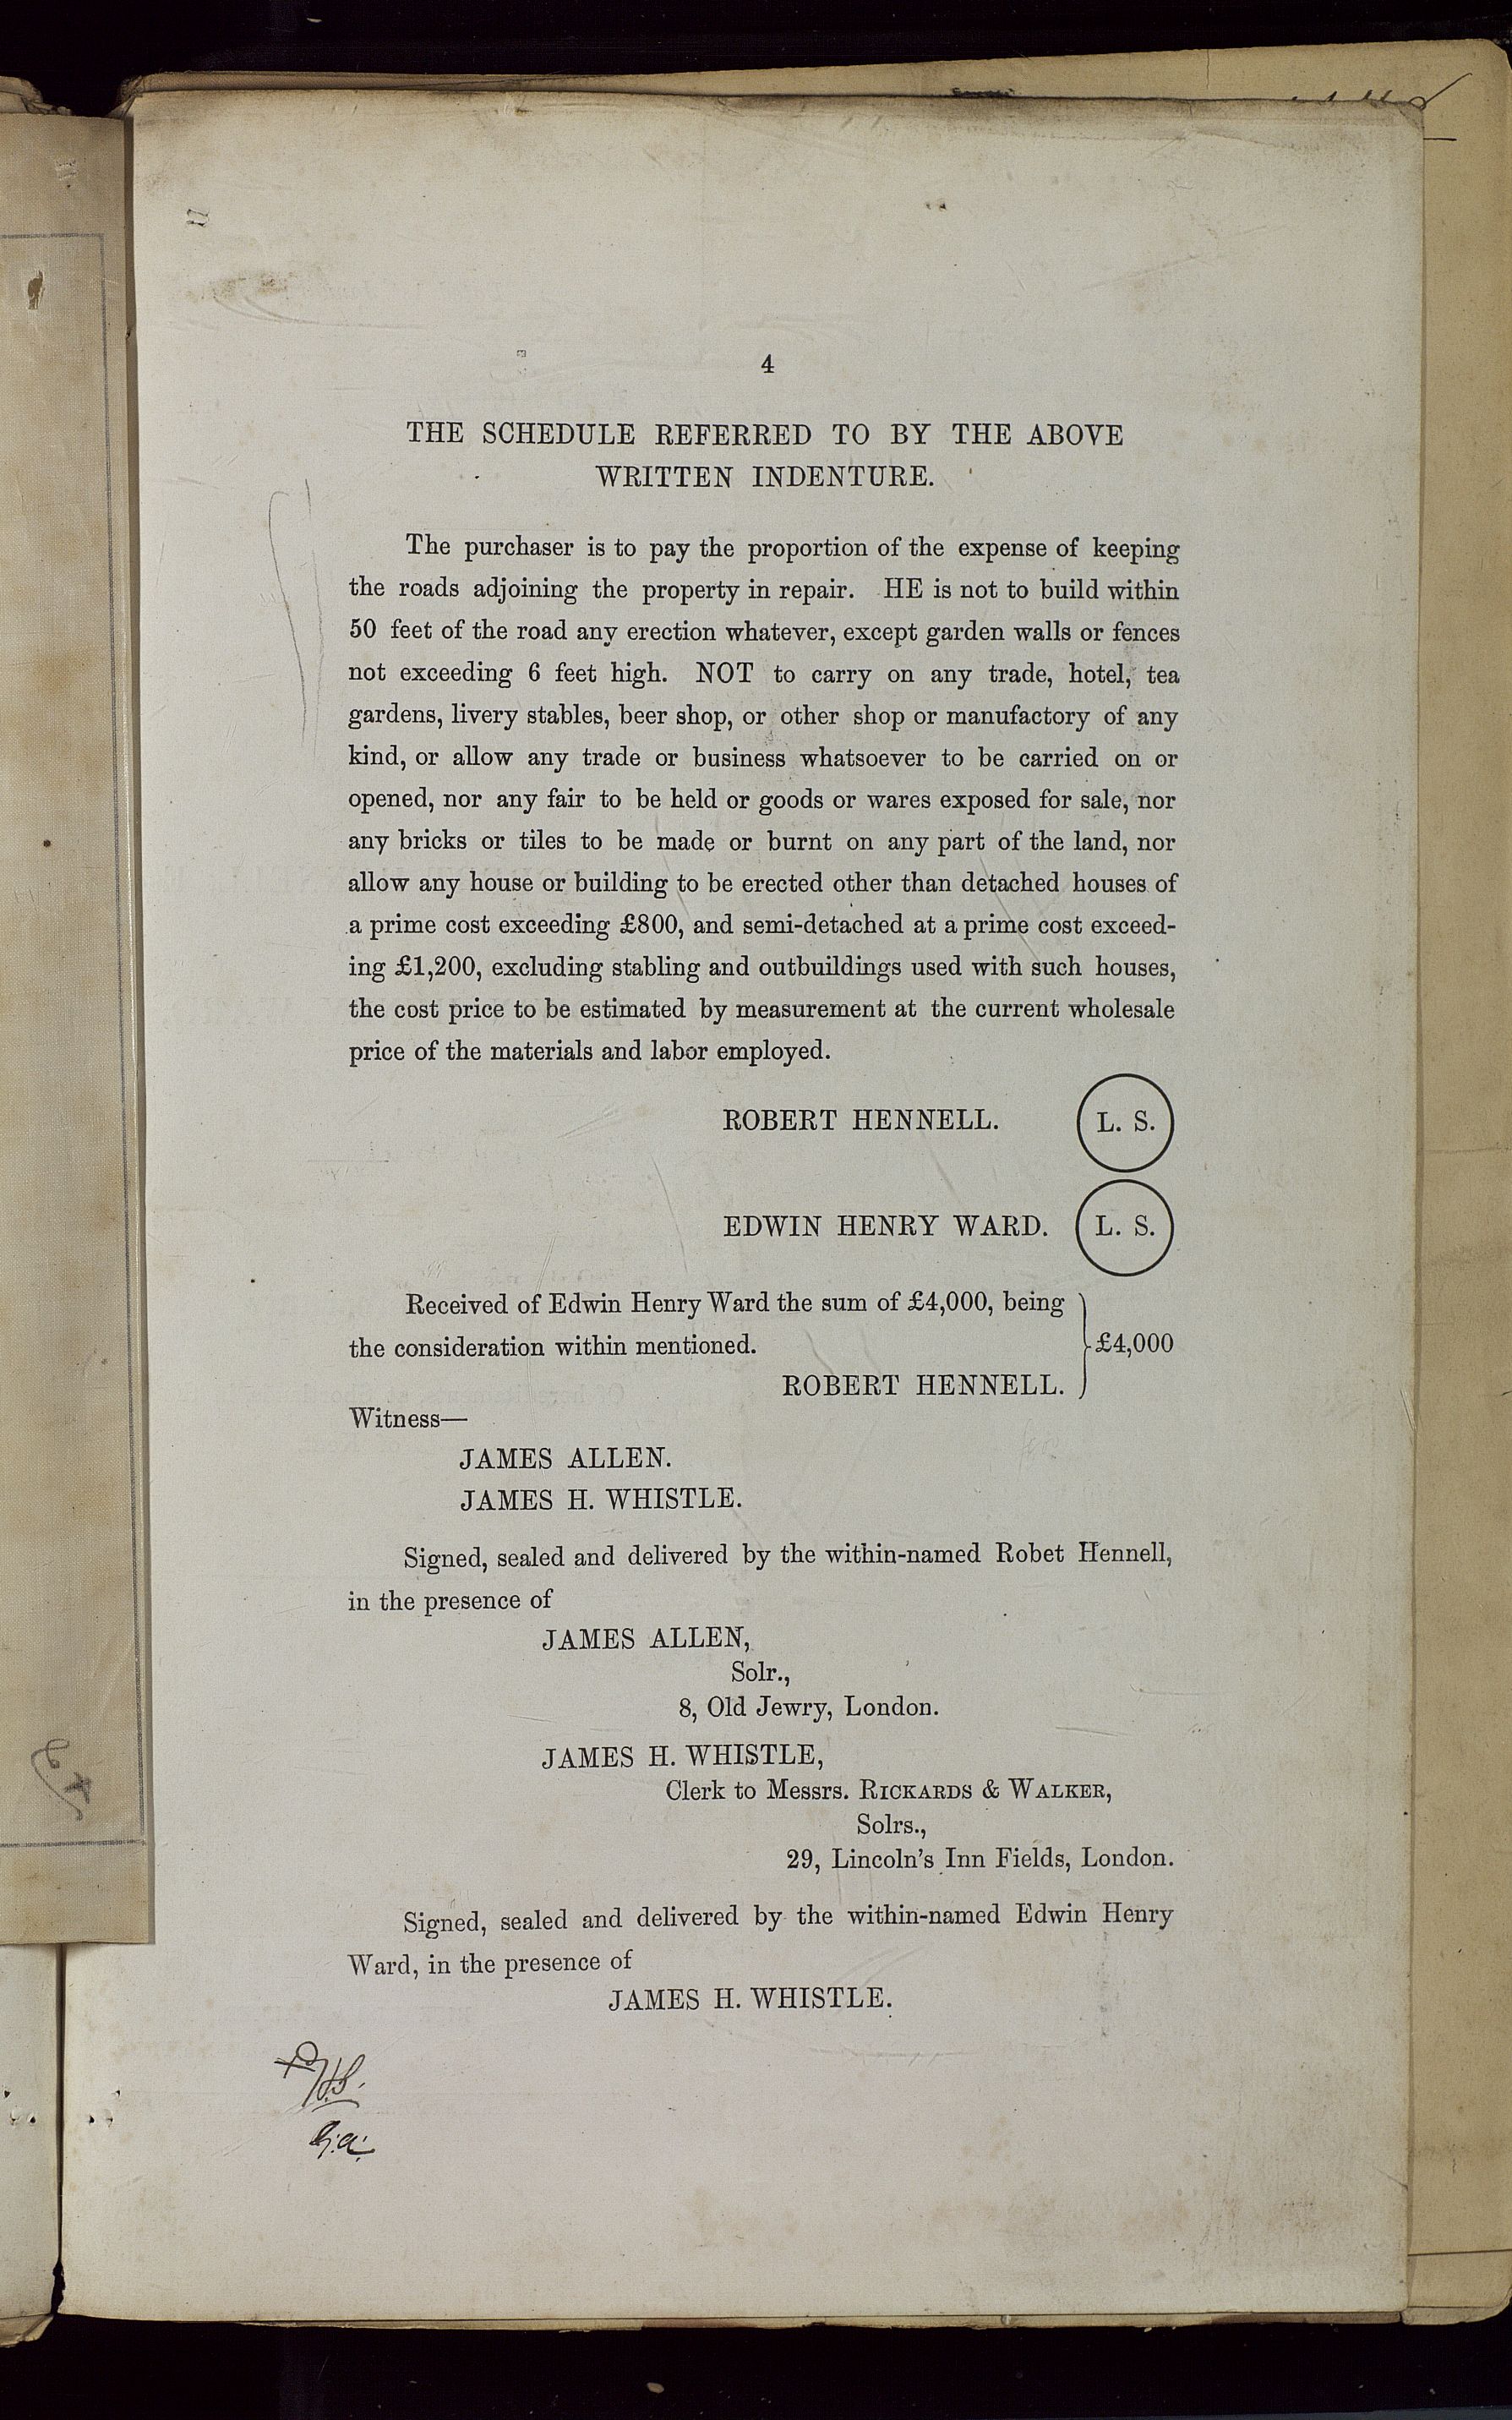 4
THE SCHEDULE REFERRED TO BY THE ABOVE
WRITTEN INDENTURE.
The purchaser is to pay the proportion of the expense of keeping
the roads adjoining the property in repair. HE is not to build within
50 feet of the road any erection whatever, except garden walls or fences
not exceeding 6 feet high. NOT to carry on any trade, hotel, tea
gardens, livery stables, beer shop, or other shop or manufactory of any
kind, or allow any trade or business whatsoever to be carried on or
opened, nor any fair to be held or goods or wares exposed for sale, nor
any bricks or tiles to be made or burnt on any part of the land, nor
allow any house or building to be erected other than detached houses of
a prime cost exceeding £800, and semi-detached at a prime cost exceed-
ing £1,200, excluding stabling and outbuildings used with such houses,
the cost price to be estimated by measurement at the current wholesale
price of the materials and labor employed.
ROBERT HENNELL. L. S.
EDWIN HENRY WARD. L. S.
Received of Edwin Henry Ward the sum of £4,000, being
the consideration within mentioned. £4,000
ROBERT HENNELL.
Witness—
JAMES ALLEN.
JAMES H. WHISTLE.
Signed, sealed and delivered by the within-named Robet Hennell,
in the presence of
JAMES ALLEN,
Solr.,
8, Old Jewry, London.
JAMES H. WHISTLE,
Clerk to Messrs. RICKARDS & WALKER,
Solrs.,
29, Lincoln's Inn Fields, London.
Signed, sealed and delivered by the within-named Edwin Henry
Ward, in the presence of
JAMES H. WHISTLE.